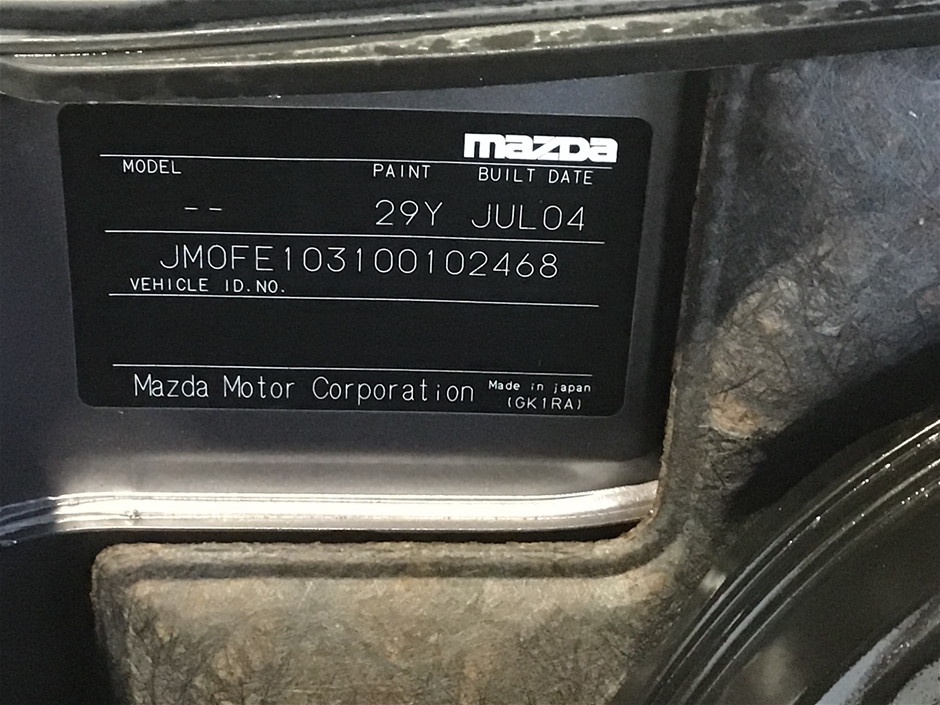 mazda
MODEL PAINT BUILT DATE
-- 29Y JUL04
JM0FE103100102468
VEHICLE ID.NO.
Mazda Motor Corporation Made in japan
(GK1RA)